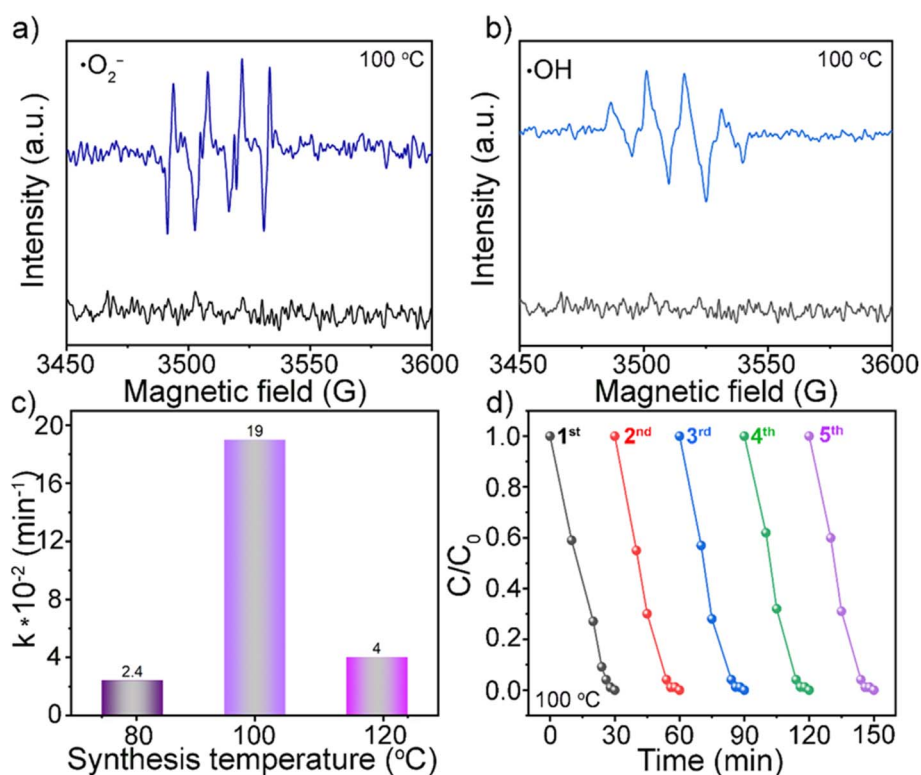 a)
·O₂⁻
100 °C
Intensity (a.u.)
3450 3500 3550 3600
Magnetic field (G)
b)
·OH
100 °C
Intensity (a.u.)
3450 3500 3550 3600
Magnetic field (G)
c)
k *10⁻² (min⁻¹)
20
16
12
8
4
0
2.4
19
4
80 100 120
Synthesis temperature (°C)
d)
C/C₀
1.0
0.8
0.6
0.4
0.2
0.0
1ˢᵗ 2ⁿᵈ 3ʳᵈ 4ᵗʰ 5ᵗʰ
100 °C
0 30 60 90 120 150
Time (min)